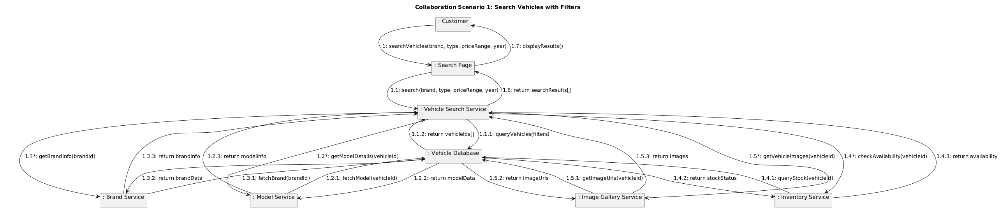 Collaboration Scenario 1: Search Vehicles with Filters
: Customer
1: searchVehicles(brand, type, priceRange, year)
1.7: displayResults()
: Search Page
1.1: search(brand, type, priceRange, year)
1.6: return searchResults[]
: Vehicle Search Service
1.1.2: return vehicleIds[]
1.1.1: queryVehicles(filters)
: Vehicle Database
1.3*: getBrandInfo(brandId)
1.3.3: return brandInfo
1.2.3: return modelInfo
1.2*: getModelDetails(vehicleId)
1.5.3: return images
1.5*: getVehicleImages(vehicleId)
1.4*: checkAvailability(vehicleId)
1.4.3: return availability
1.3.2: return brandData
1.3.1: fetchBrand(brandId)
1.2.1: fetchModel(vehicleId)
1.2.2: return modelData
1.5.2: return imageUrls
1.5.1: getImageUrls(vehicleId)
1.4.2: return stockStatus
1.4.1: queryStock(vehicleId)
: Brand Service
: Model Service
: Image Gallery Service
: Inventory Service